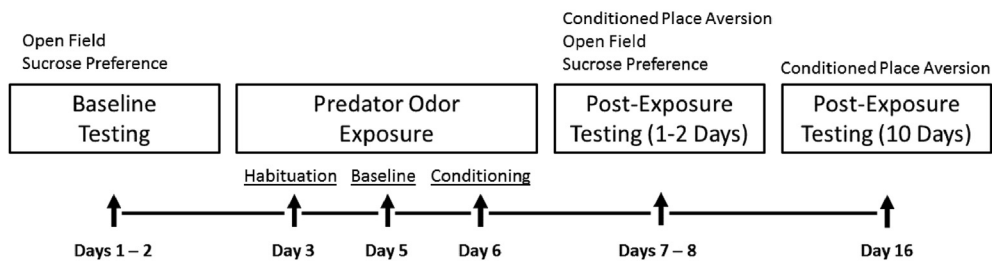 Open Field
Sucrose Preference
Baseline
Testing
Predator Odor
Exposure
Conditioned Place Aversion
Open Field
Sucrose Preference
Post-Exposure
Testing (1-2 Days)
Conditioned Place Aversion
Post-Exposure
Testing (10 Days)
Habituation
Baseline
Conditioning
Days 1 – 2
Day 3
Day 5
Day 6
Days 7 – 8
Day 16